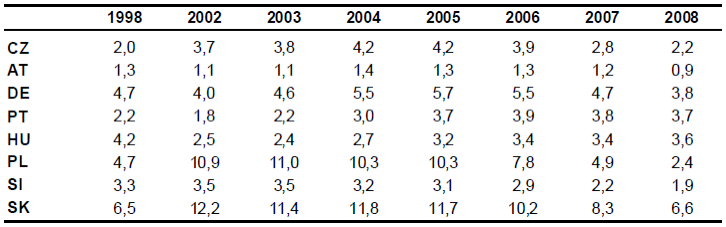 1998 2002 2003 2004 2005 2006 2007 2008
CZ 2,0 3,7 3,8 4,2 4,2 3,9 2,8 2,2
AT 1,3 1,1 1,1 1,4 1,3 1,3 1,2 0,9
DE 4,7 4,0 4,6 5,5 5,7 5,5 4,7 3,8
PT 2,2 1,8 2,2 3,0 3,7 3,9 3,8 3,7
HU 4,2 2,5 2,4 2,7 3,2 3,4 3,4 3,6
PL 4,7 10,9 11,0 10,3 10,3 7,8 4,9 2,4
SI 3,3 3,5 3,5 3,2 3,1 2,9 2,2 1,9
SK 6,5 12,2 11,4 11,8 11,7 10,2 8,3 6,6